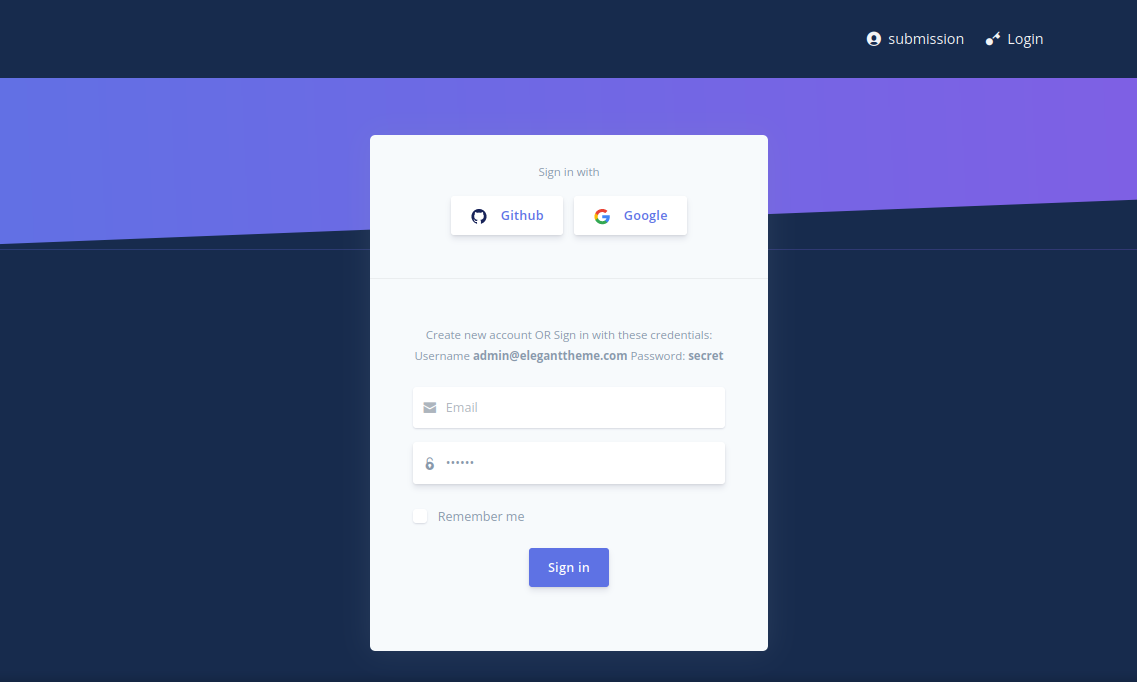 submission Login
Sign in with
Github Google
Create new account OR Sign in with these credentials:
Username admin@eleganttheme.com Password: secret
Email
••••••
Remember me
Sign in